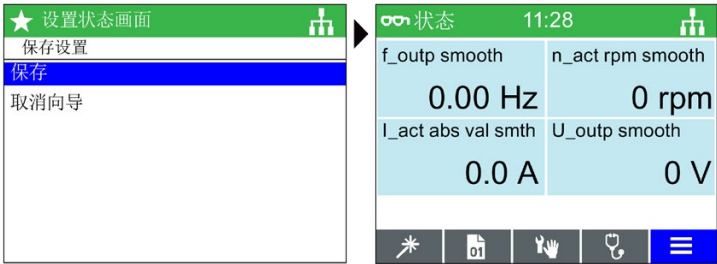 设置状态画面
保存设置
保存
取消向导
状态 11:28
f_outp smooth n_act rpm smooth
0.00 Hz 0 rpm
I_act abs val smth U_outp smooth
0.0 A 0 V
01